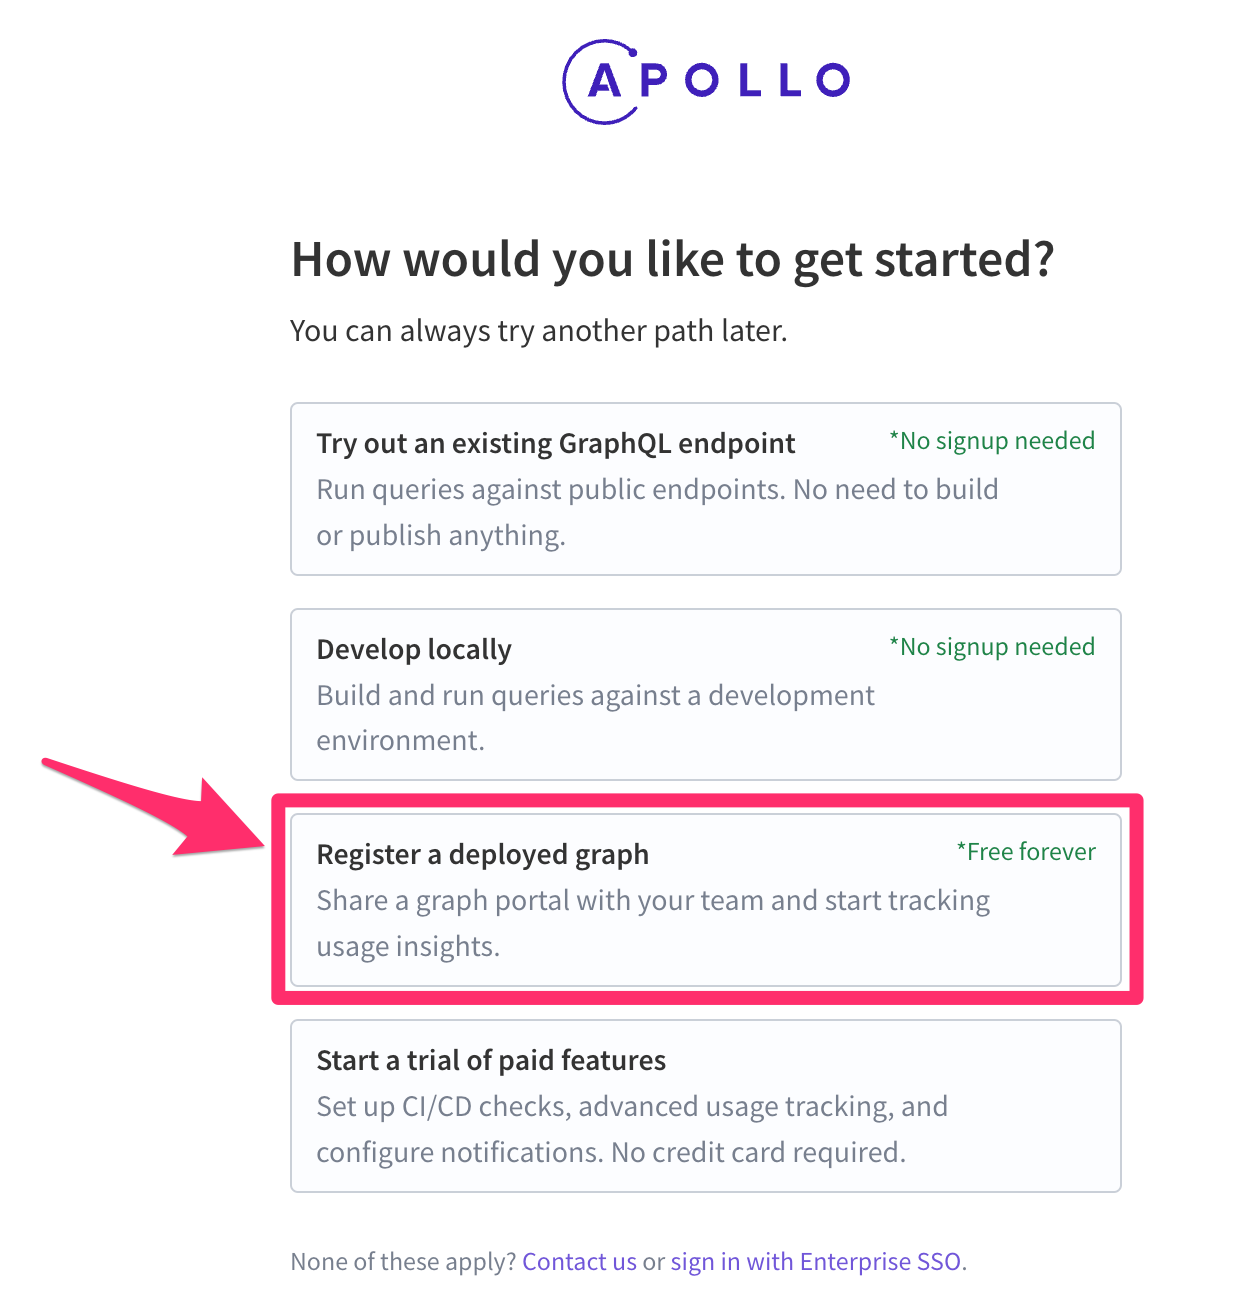 APOLLO
How would you like to get started?
You can always try another path later.
Try out an existing GraphQL endpoint
*No signup needed
Run queries against public endpoints. No need to build
or publish anything.
Develop locally
*No signup needed
Build and run queries against a development
environment.
Register a deployed graph
*Free forever
Share a graph portal with your team and start tracking
usage insights.
Start a trial of paid features
Set up CI/CD checks, advanced usage tracking, and
configure notifications. No credit card required.
None of these apply? Contact us or sign in with Enterprise SSO.